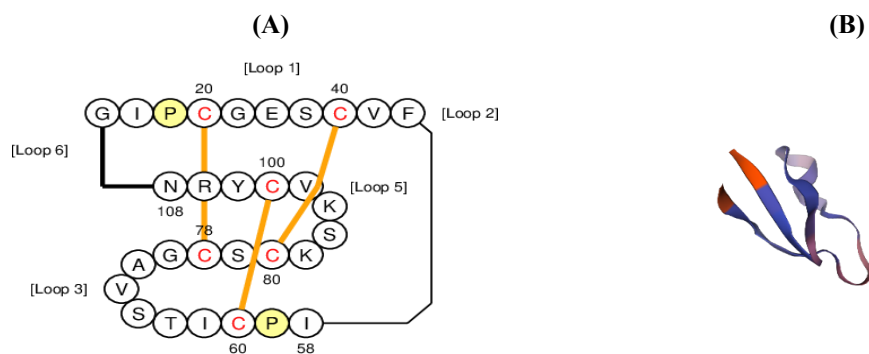 (A) (B)
[Loop 1]
20 40
G I P C G E S C V F [Loop 2]
[Loop 6]
100
N R Y C V [Loop 5]
108 K
78 S
A G C S C K
80
[Loop 3] V
S T I C P I
60 58